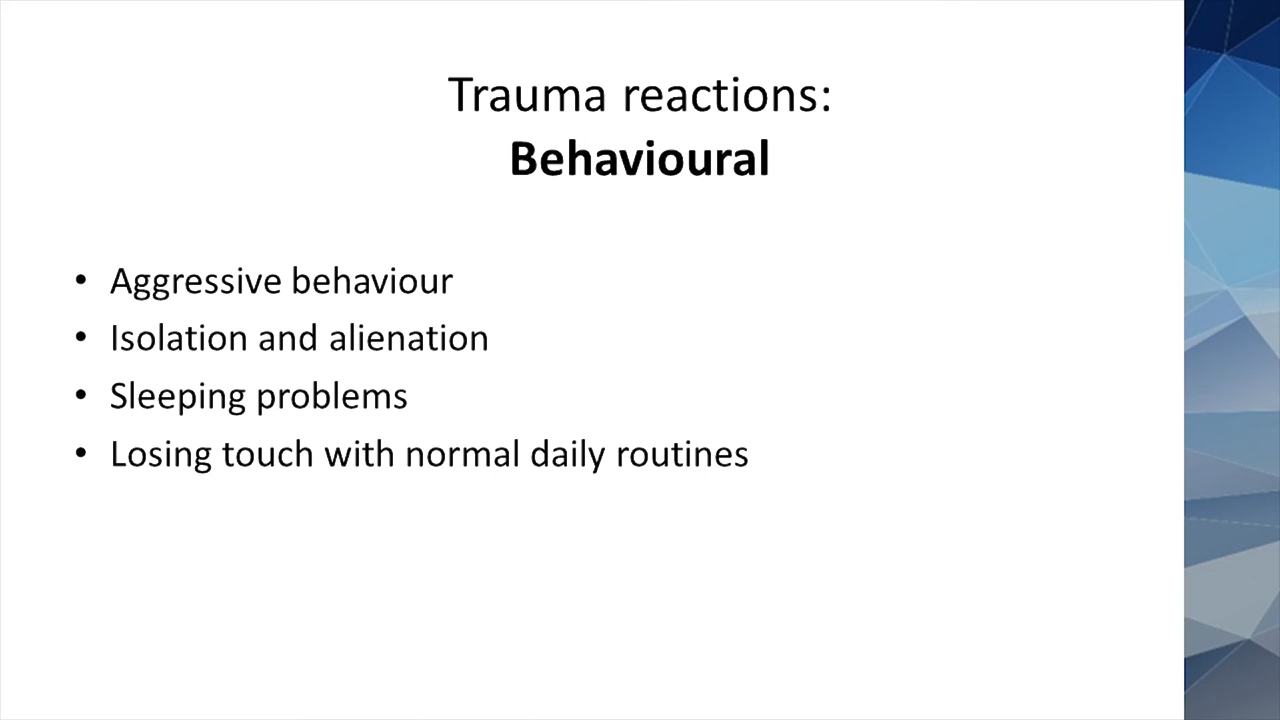 Trauma reactions:
Behavioural
• Aggressive behaviour
• Isolation and alienation
• Sleeping problems
• Losing touch with normal daily routines